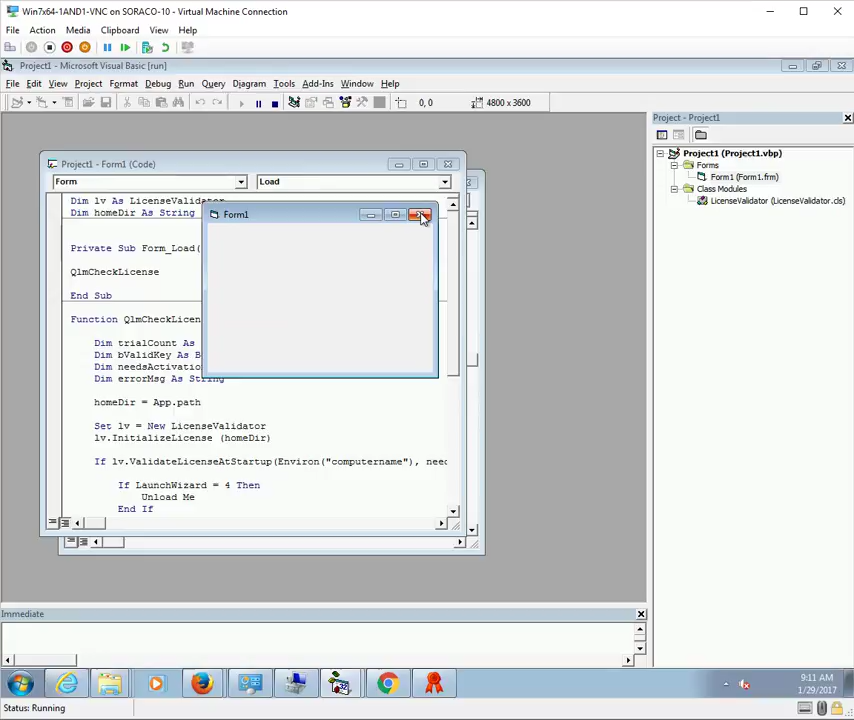 Win7x64-1AND1-VNC on SORACO-10 - Virtual Machine Connection
File Action Media Clipboard View Help
Project1 - Microsoft Visual Basic [run]
File Edit View Project Format Debug Run Query Diagram Tools Add-Ins Window Help
0, 0 4800 x 3600
Project - Project1
Project1 (Project1.vbp)
Forms
Form1 (Form1.frm)
Class Modules
LicenseValidator (LicenseValidator.cls)
Project1 - Form1 (Code)
Form Load
Dim lv As LicenseValidator
Dim homeDir As String
Form1
Private Sub Form_Load(
QlmCheckLicense
End Sub
Function QlmCheckLicen
Dim trialCount As
Dim bValidKey As B
Dim needsActivatio
Dim errorMsg As String
homeDir = App.path
Set lv = New LicenseValidator
lv.InitializeLicense (homeDir)
If lv.ValidateLicenseAtStartup(Environ("computername"), need
If LaunchWizard = 4 Then
Unload Me
End If
Immediate
9:11 AM
1/29/2017
Status: Running